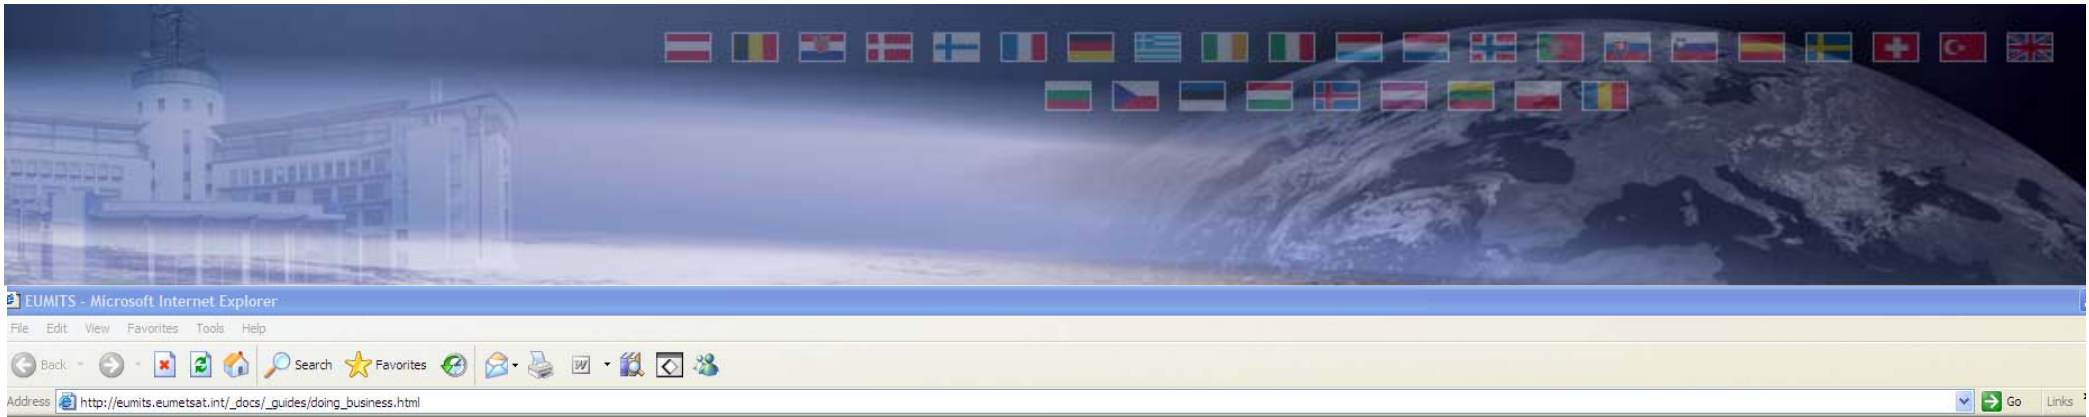 EUMITS - Microsoft Internet Explorer
File Edit View Favorites Tools Help
Back Search Favorites
Address http://eumits.eumetsat.int/_docs/_guides/doing_business.html Go Links